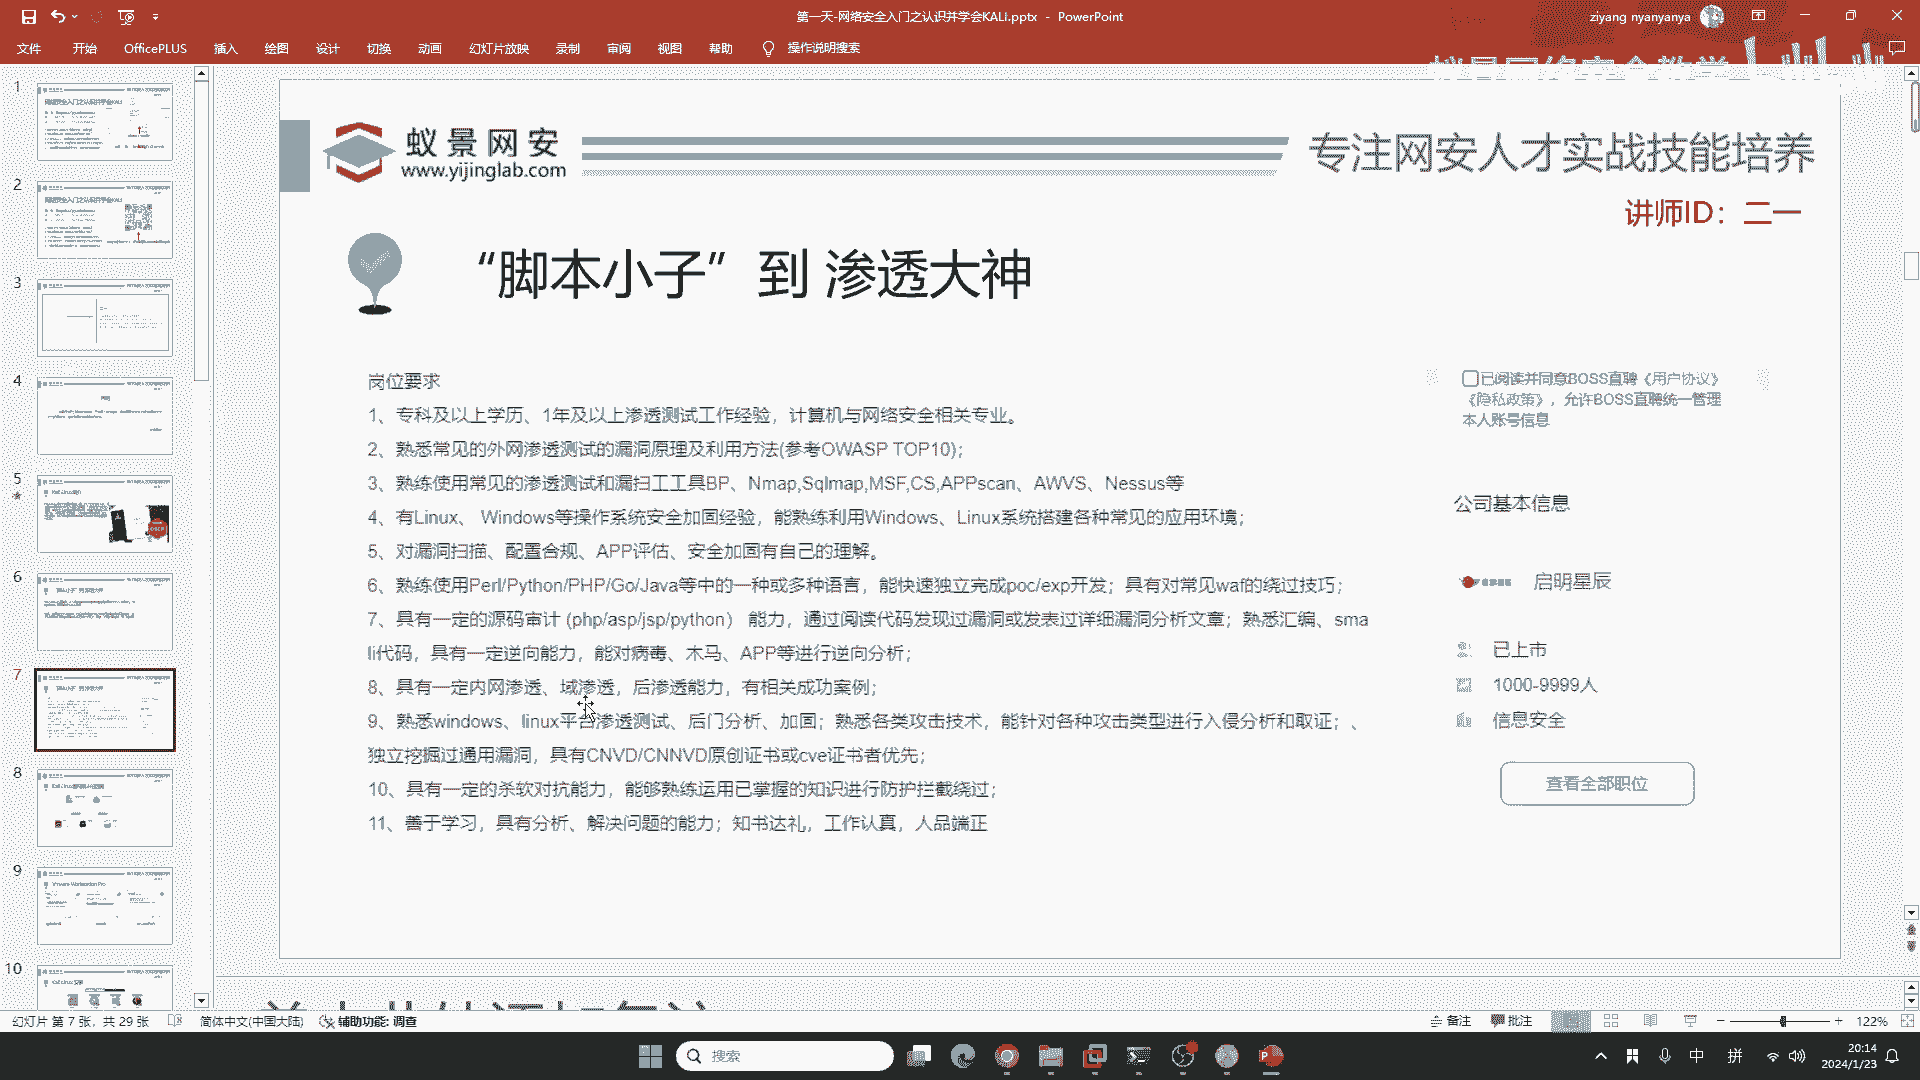 第一天-网络安全入门之认识并学会KALI.pptx - PowerPoint
ziyang nyanyanya
文件 开始 OfficePLUS 插入 绘图 设计 切换 动画 幻灯片放映 录制 审阅 视图 帮助 操作说明搜索
蚁景网安
www.yijinglab.com
专注网安人才实战技能培养
讲师ID：二一
“脚本小子”到 渗透大神
岗位要求
1、专科及以上学历、1年及以上渗透测试工作经验，计算机与网络安全相关专业。
2、熟悉常见的外网渗透测试的漏洞原理及利用方法(参考OWASP TOP10)；
3、熟练使用常见的渗透测试和漏扫工工具BP、Nmap,Sqlmap,MSF,CS,APPscan、AWVS、Nessus等
4、有Linux、 Windows等操作系统安全加固经验，能熟练利用Windows、Linux系统搭建各种常见的应用环境；
5、对漏洞扫描、配置合规、APP评估、安全加固有自己的理解。
6、熟练使用Perl/Python/PHP/Go/Java等中的一种或多种语言，能快速独立完成poc/exp开发；具有对常见waf的绕过技巧；
7、具有一定的源码审计 (php/asp/jsp/python） 能力，通过阅读代码发现过漏洞或发表过详细漏洞分析文章；熟悉汇编、sma
li代码，具有一定逆向能力，能对病毒、木马、APP等进行逆向分析；
8、具有一定内网渗透、域渗透，后渗透能力，有相关成功案例；
9、熟悉windows、linux平台渗透测试、后门分析、加固；熟悉各类攻击技术，能针对各种攻击类型进行入侵分析和取证；、
独立挖掘过通用漏洞，具有CNVD/CNNVD原创证书或cve证书者优先；
10、具有一定的杀软对抗能力，能够熟练运用已掌握的知识进行防护拦截绕过；
11、善于学习，具有分析、解决问题的能力；知书达礼，工作认真，人品端正
已阅读并同意BOSS直聘《用户协议》
《隐私政策》，允许BOSS直聘统一管理
本人账号信息
公司基本信息
启明星辰
已上市
1000-9999人
信息安全
查看全部职位
1
2
3
4
5
6
7
8
9
10
幻灯片 第 7 张，共 29 张 简体中文(中国大陆) 辅助功能: 调查
备注 批注 122%
搜索
中 拼
20:14
2024/1/23